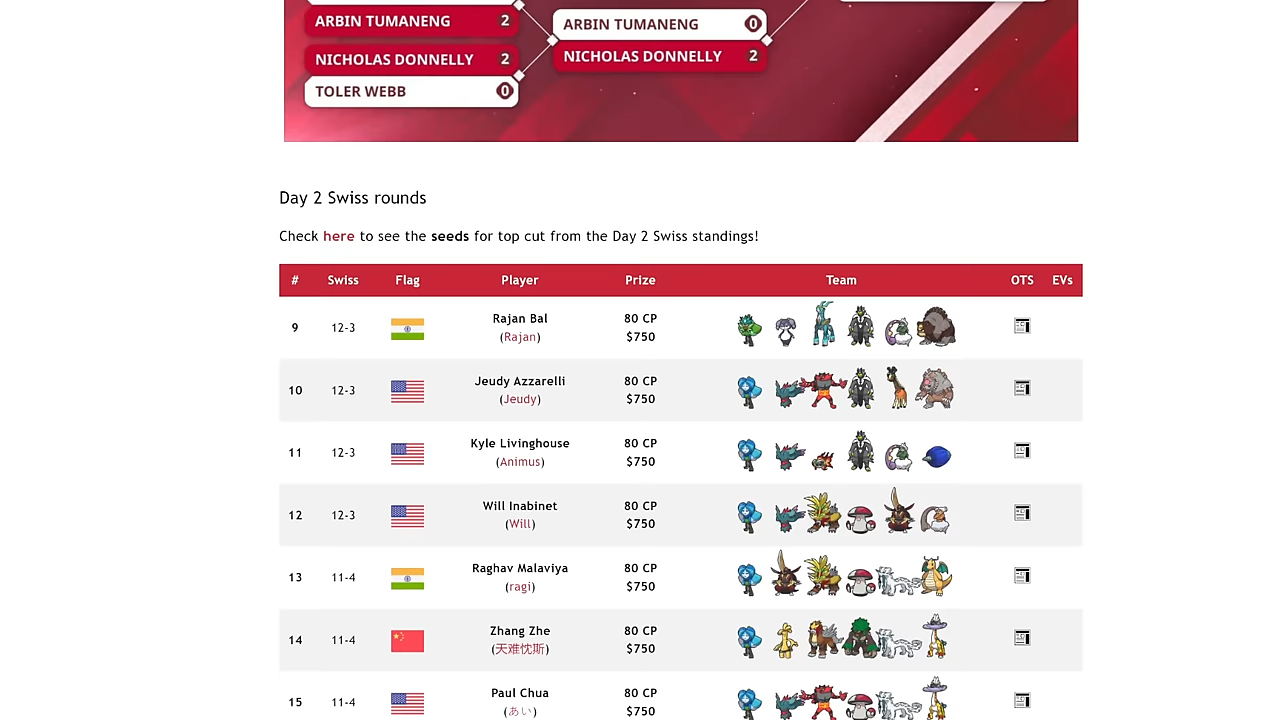 ARBIN TUMANENG 2
NICHOLAS DONNELLY 2
TOLER WEBB 0
ARBIN TUMANENG 0
NICHOLAS DONNELLY 2
Day 2 Swiss rounds
Check here to see the seeds for top cut from the Day 2 Swiss standings!
# Swiss Flag Player Prize Team OTS EVs
9 12-3 Rajan Bal 80 CP
(Rajan) $750
10 12-3 Jeudy Azzarelli 80 CP
(Jeudy) $750
11 12-3 Kyle Livinghouse 80 CP
(Animus) $750
12 12-3 Will Inabinet 80 CP
(Will) $750
13 11-4 Raghav Malaviya 80 CP
(ragi) $750
14 11-4 Zhang Zhe 80 CP
(天难忱斯) $750
15 11-4 Paul Chua 80 CP
(あい) $750